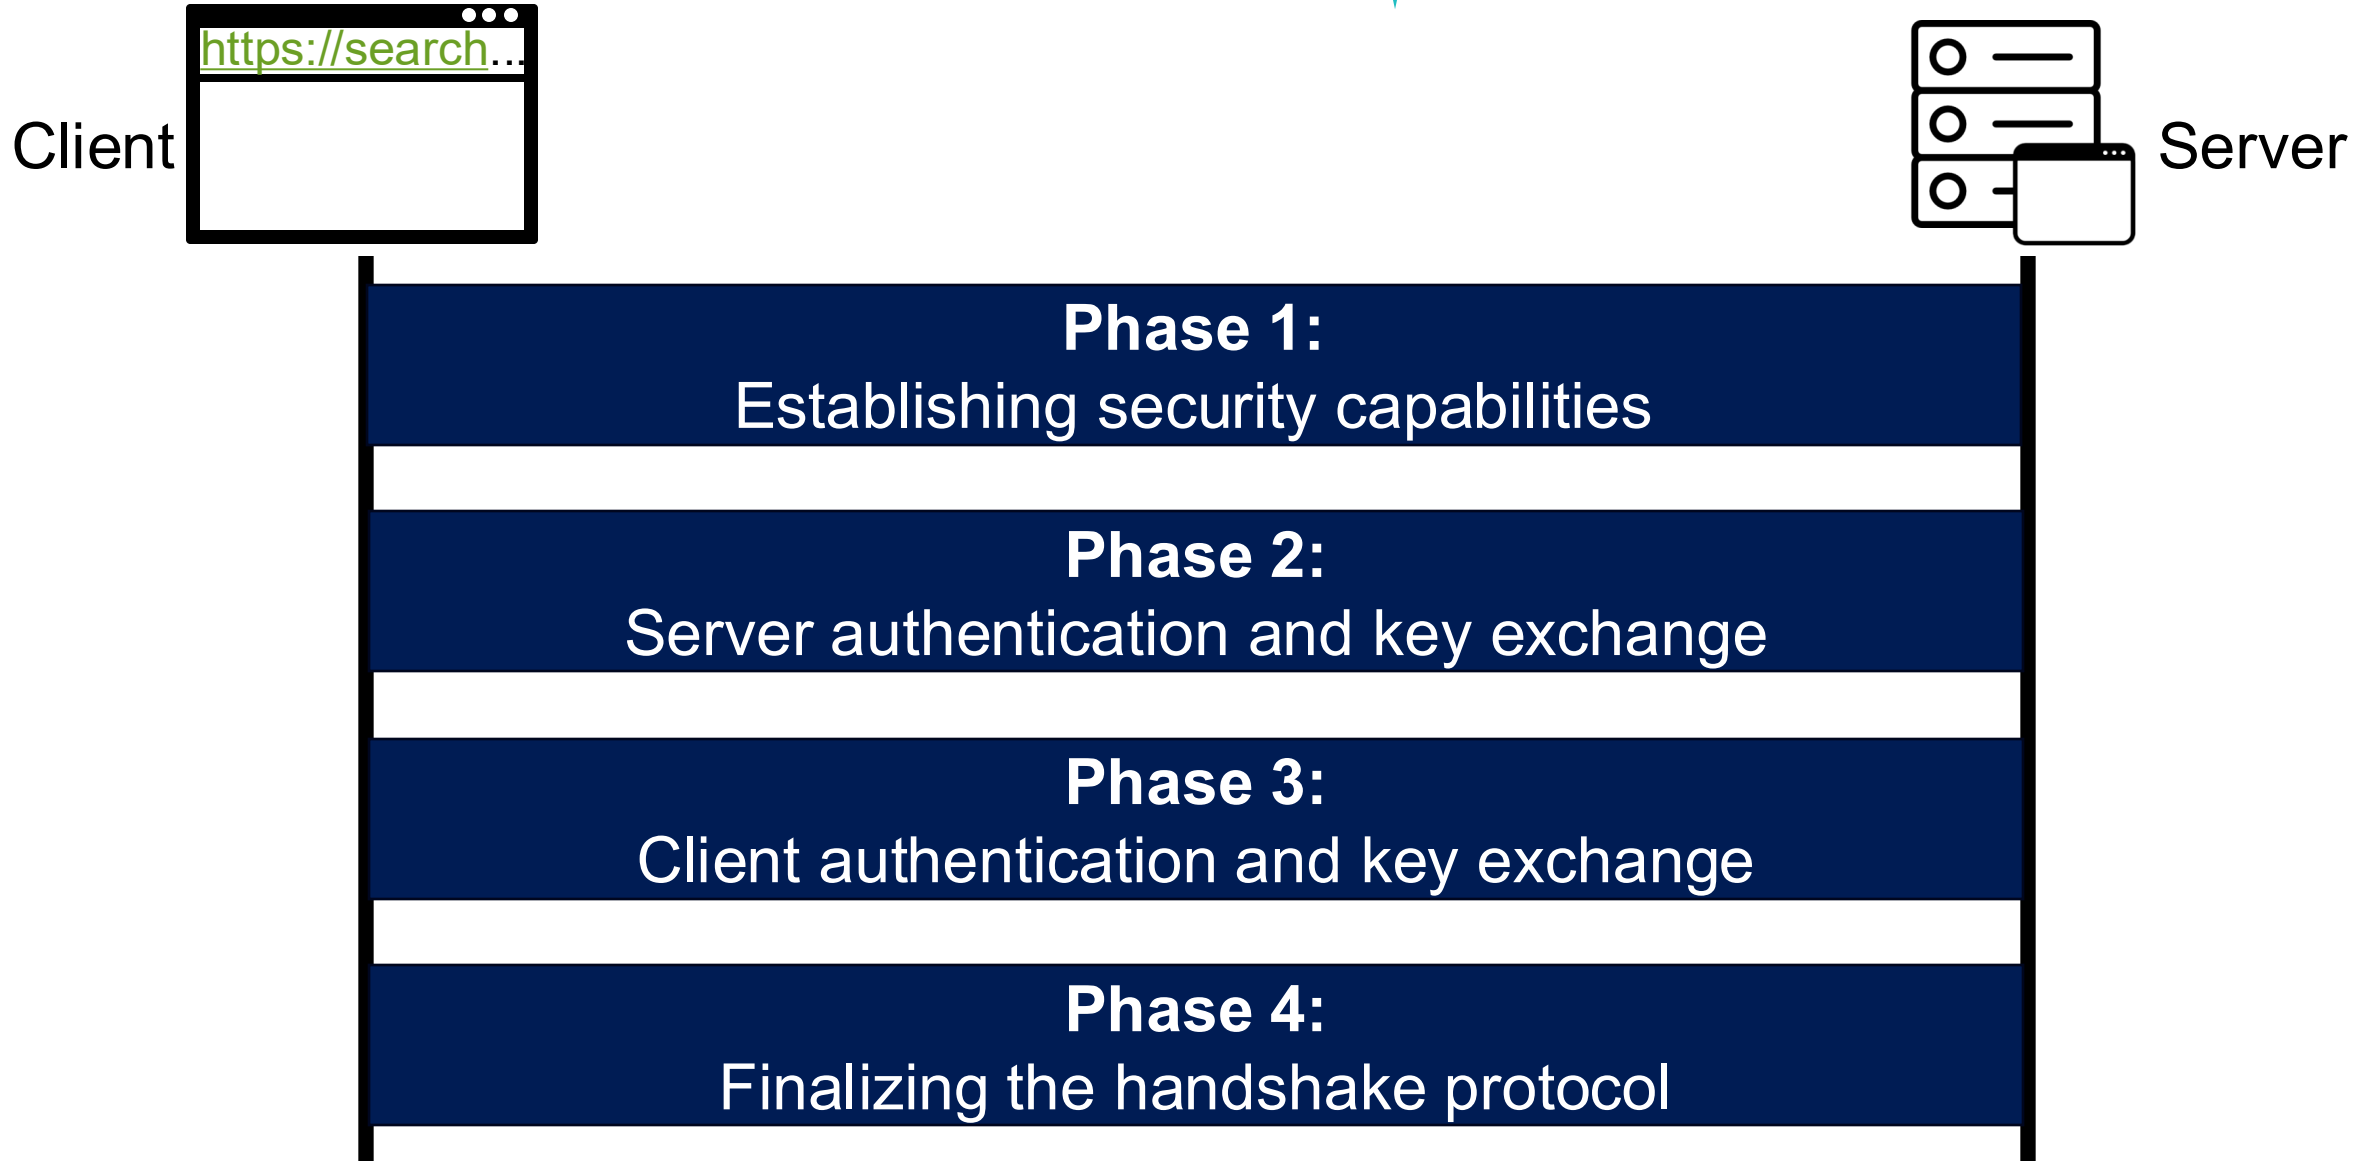 https://search...
Client
Server
Phase 1:
Establishing security capabilities
Phase 2:
Server authentication and key exchange
Phase 3:
Client authentication and key exchange
Phase 4:
Finalizing the handshake protocol